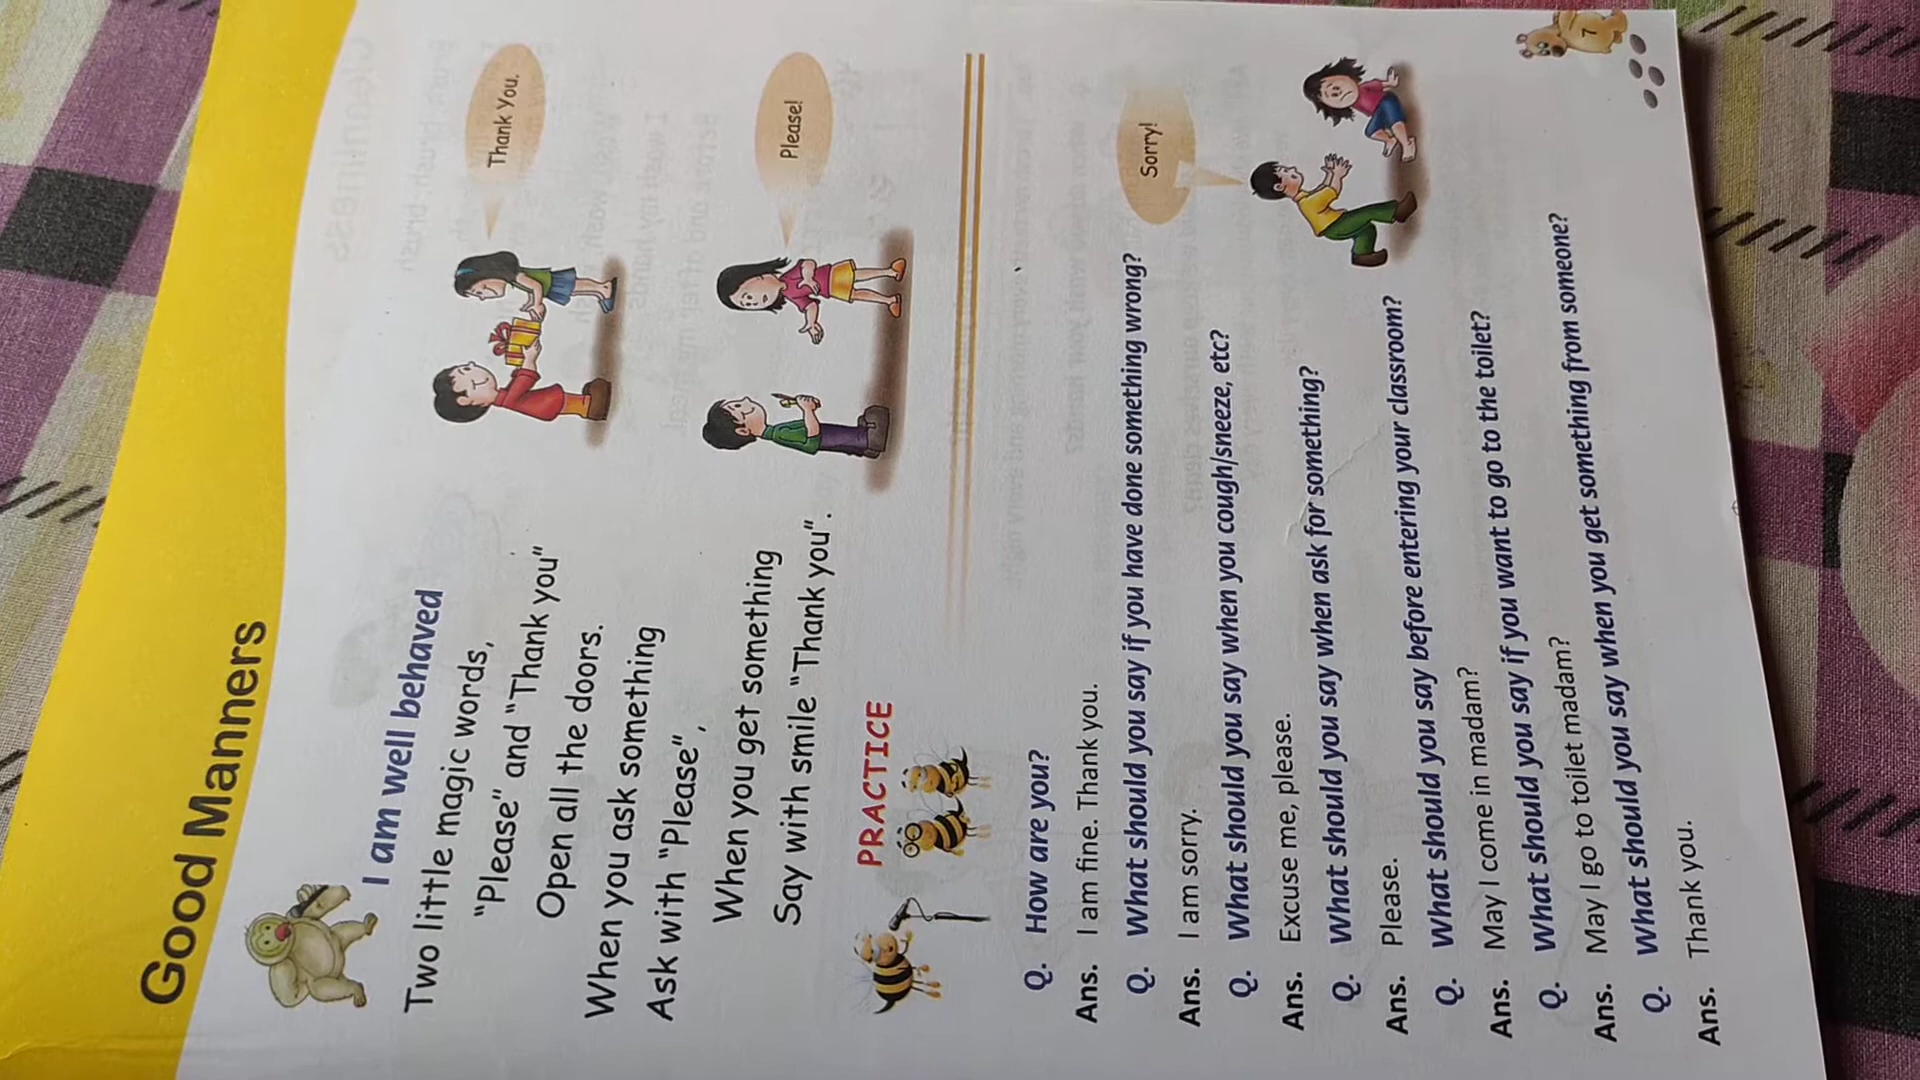 Good Manners
I am well behaved
Two little magic words,
"Please" and "Thank you"
Open all the doors.
When you ask something
Ask with "Please",
When you get something
Say with smile "Thank you".
Thank You.
Please!
PRACTICE
Q. How are you?
Ans. I am fine. Thank you.
Q. What should you say if you have done something wrong?
Ans. I am sorry.
Q. What should you say when you cough/sneeze, etc?
Ans. Excuse me, please.
Q. What should you say when ask for something?
Ans. Please.
Q. What should you say before entering your classroom?
Ans. May I come in madam?
Q. What should you say if you want to go to the toilet?
Ans. May I go to toilet madam?
Q. What should you say when you get something from someone?
Ans. Thank you.
Sorry!
7